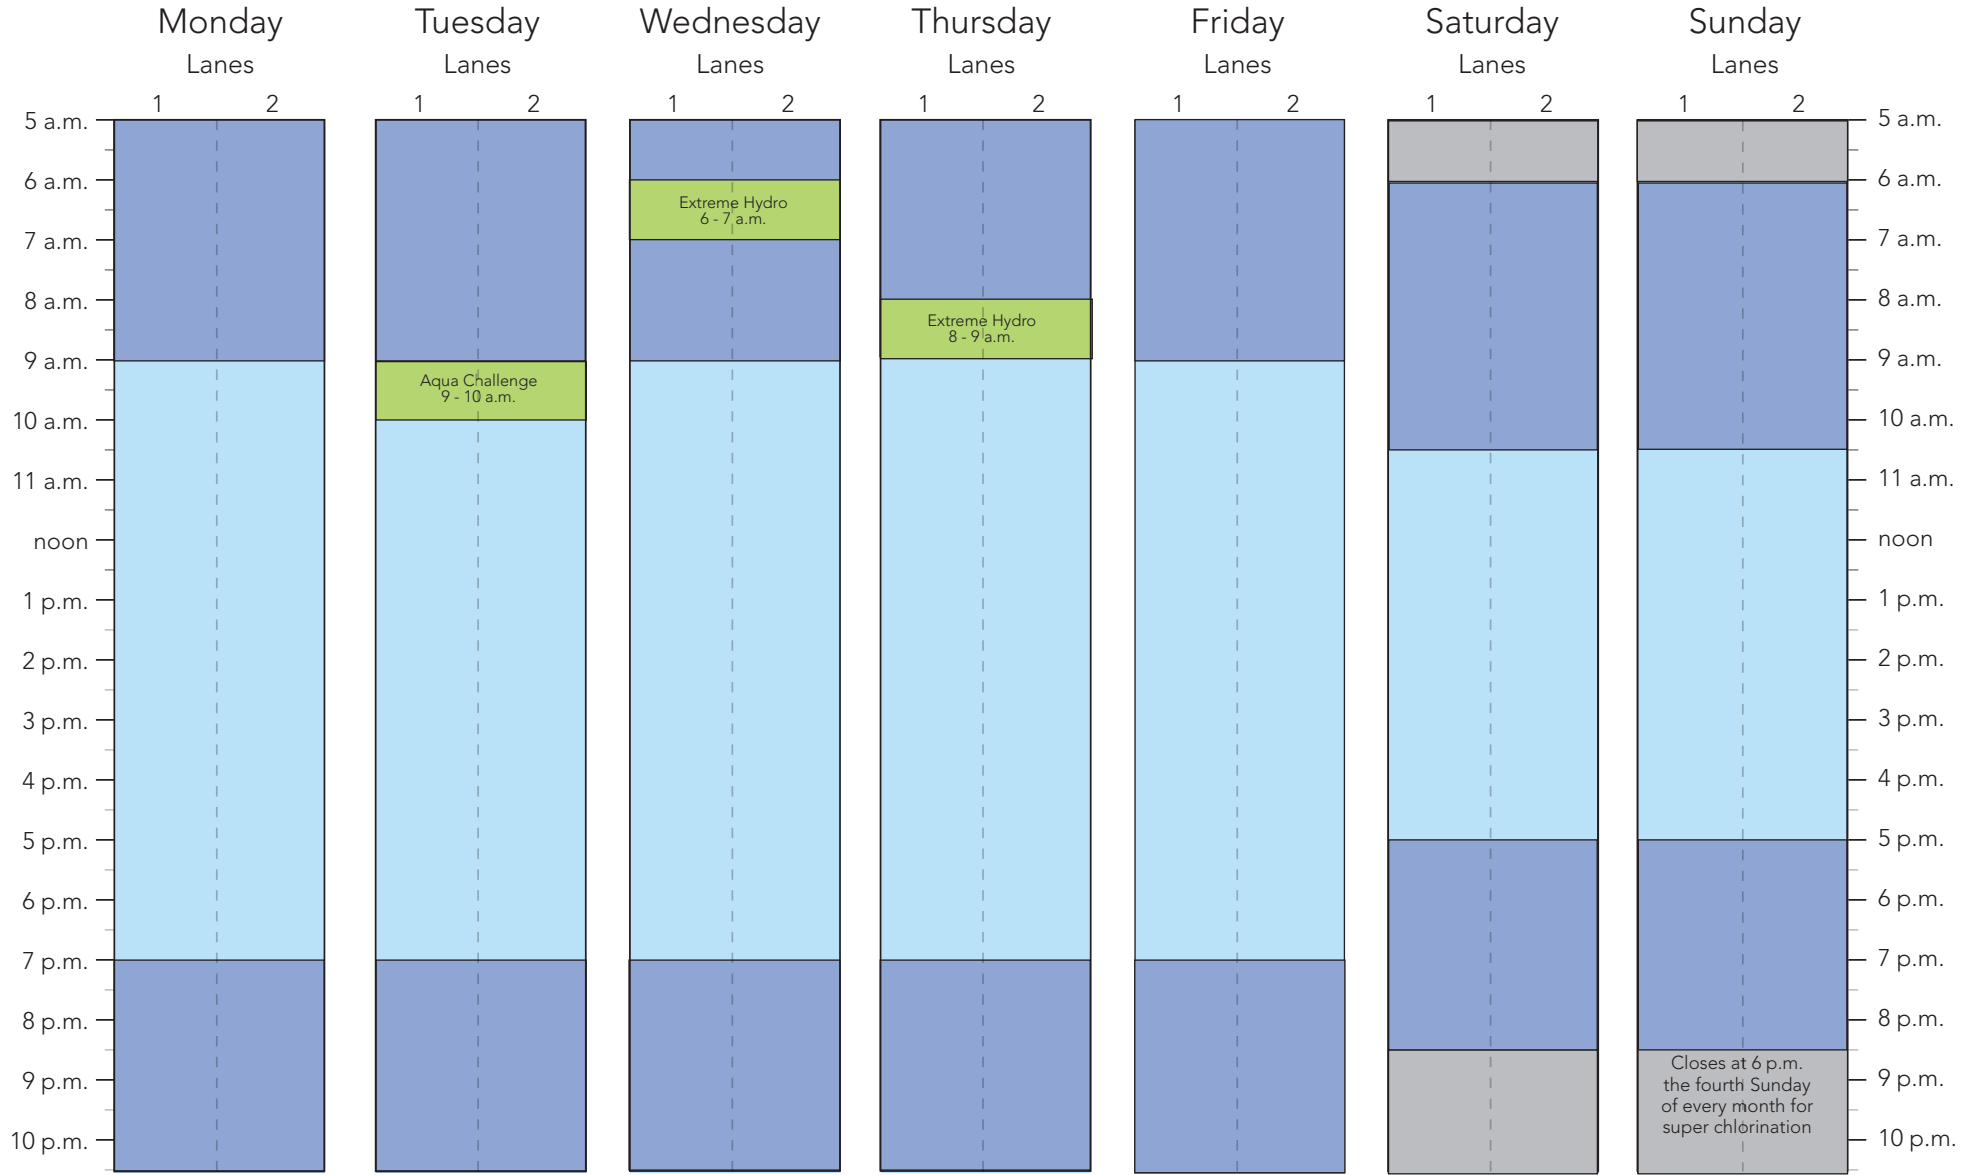 Monday
Tuesday
Wednesday
Thursday
Friday
Saturday
Sunday
Lanes
Lanes
Lanes
Lanes
Lanes
Lanes
Lanes
1 2
1 2
1 2
1 2
1 2
1 2
1 2
5 a.m.
6 a.m.
7 a.m.
8 a.m.
9 a.m.
10 a.m.
11 a.m.
noon
1 p.m.
2 p.m.
3 p.m.
4 p.m.
5 p.m.
6 p.m.
7 p.m.
8 p.m.
9 p.m.
10 p.m.
Aqua Challenge
9 - 10 a.m.
Extreme Hydro
6 - 7 a.m.
Extreme Hydro
8 - 9 a.m.
Closes at 6 p.m.
the fourth Sunday
of every month for
super chlorination
5 a.m.
6 a.m.
7 a.m.
8 a.m.
9 a.m.
10 a.m.
11 a.m.
noon
1 p.m.
2 p.m.
3 p.m.
4 p.m.
5 p.m.
6 p.m.
7 p.m.
8 p.m.
9 p.m.
10 p.m.